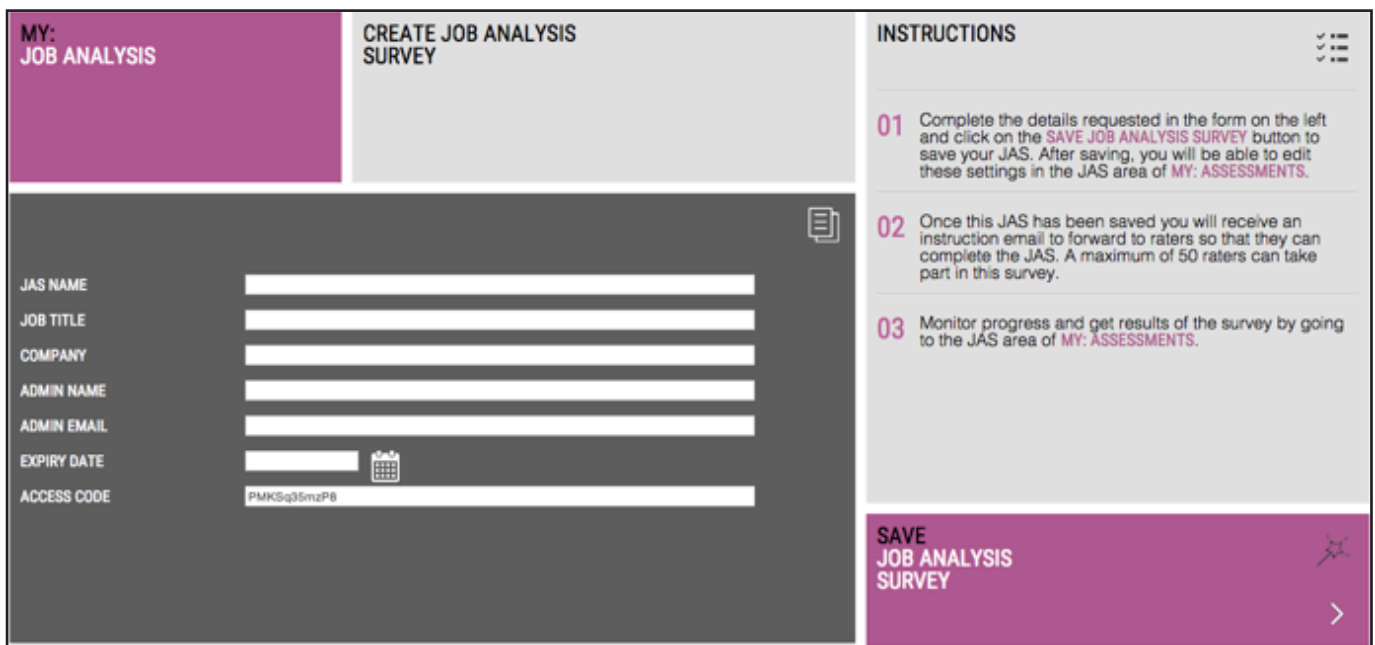 MY:
JOB ANALYSIS
CREATE JOB ANALYSIS
SURVEY
JAS NAME
JOB TITLE
COMPANY
ADMIN NAME
ADMIN EMAIL
EXPIRY DATE
ACCESS CODE
PMKSq35mzP8
INSTRUCTIONS
01
Complete the details requested in the form on the left
and click on the SAVE JOB ANALYSIS SURVEY button to
save your JAS. After saving, you will be able to edit
these settings in the JAS area of MY: ASSESSMENTS.
02
Once this JAS has been saved you will receive an
instruction email to forward to raters so that they can
complete the JAS. A maximum of 50 raters can take
part in this survey.
03
Monitor progress and get results of the survey by going
to the JAS area of MY: ASSESSMENTS.
SAVE
JOB ANALYSIS
SURVEY